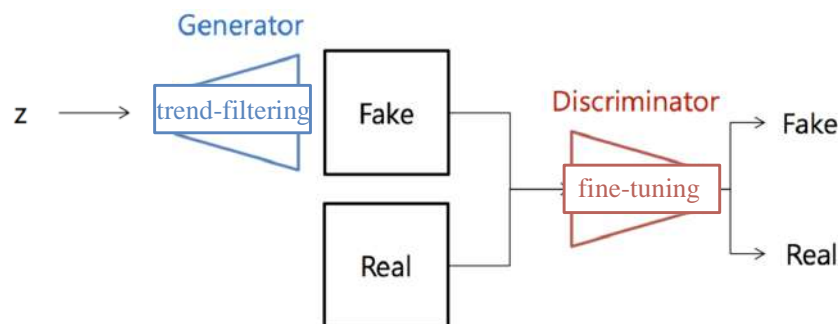 Generator
z
trend-filtering
Fake
Discriminator
fine-tuning
Fake
Real
Real